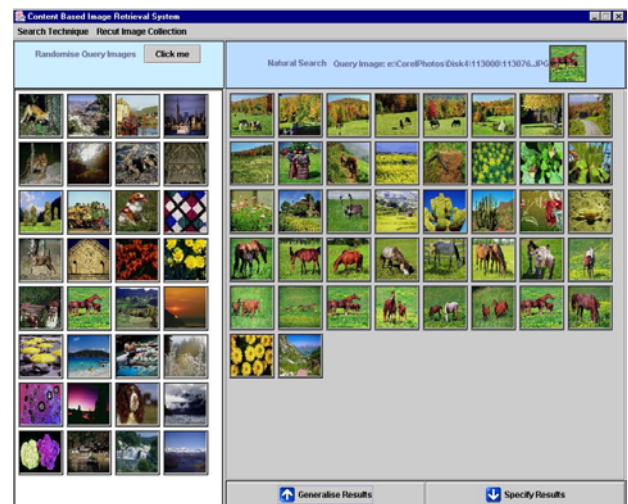 Content Based Image Retrieval System
Search Technique Recut Image Collection
Randomise Query Images Click me
Natural Search Query Image: e:\CorelPhotos\Disk4\113000\113076.JPG
Generalise Results Specify Results